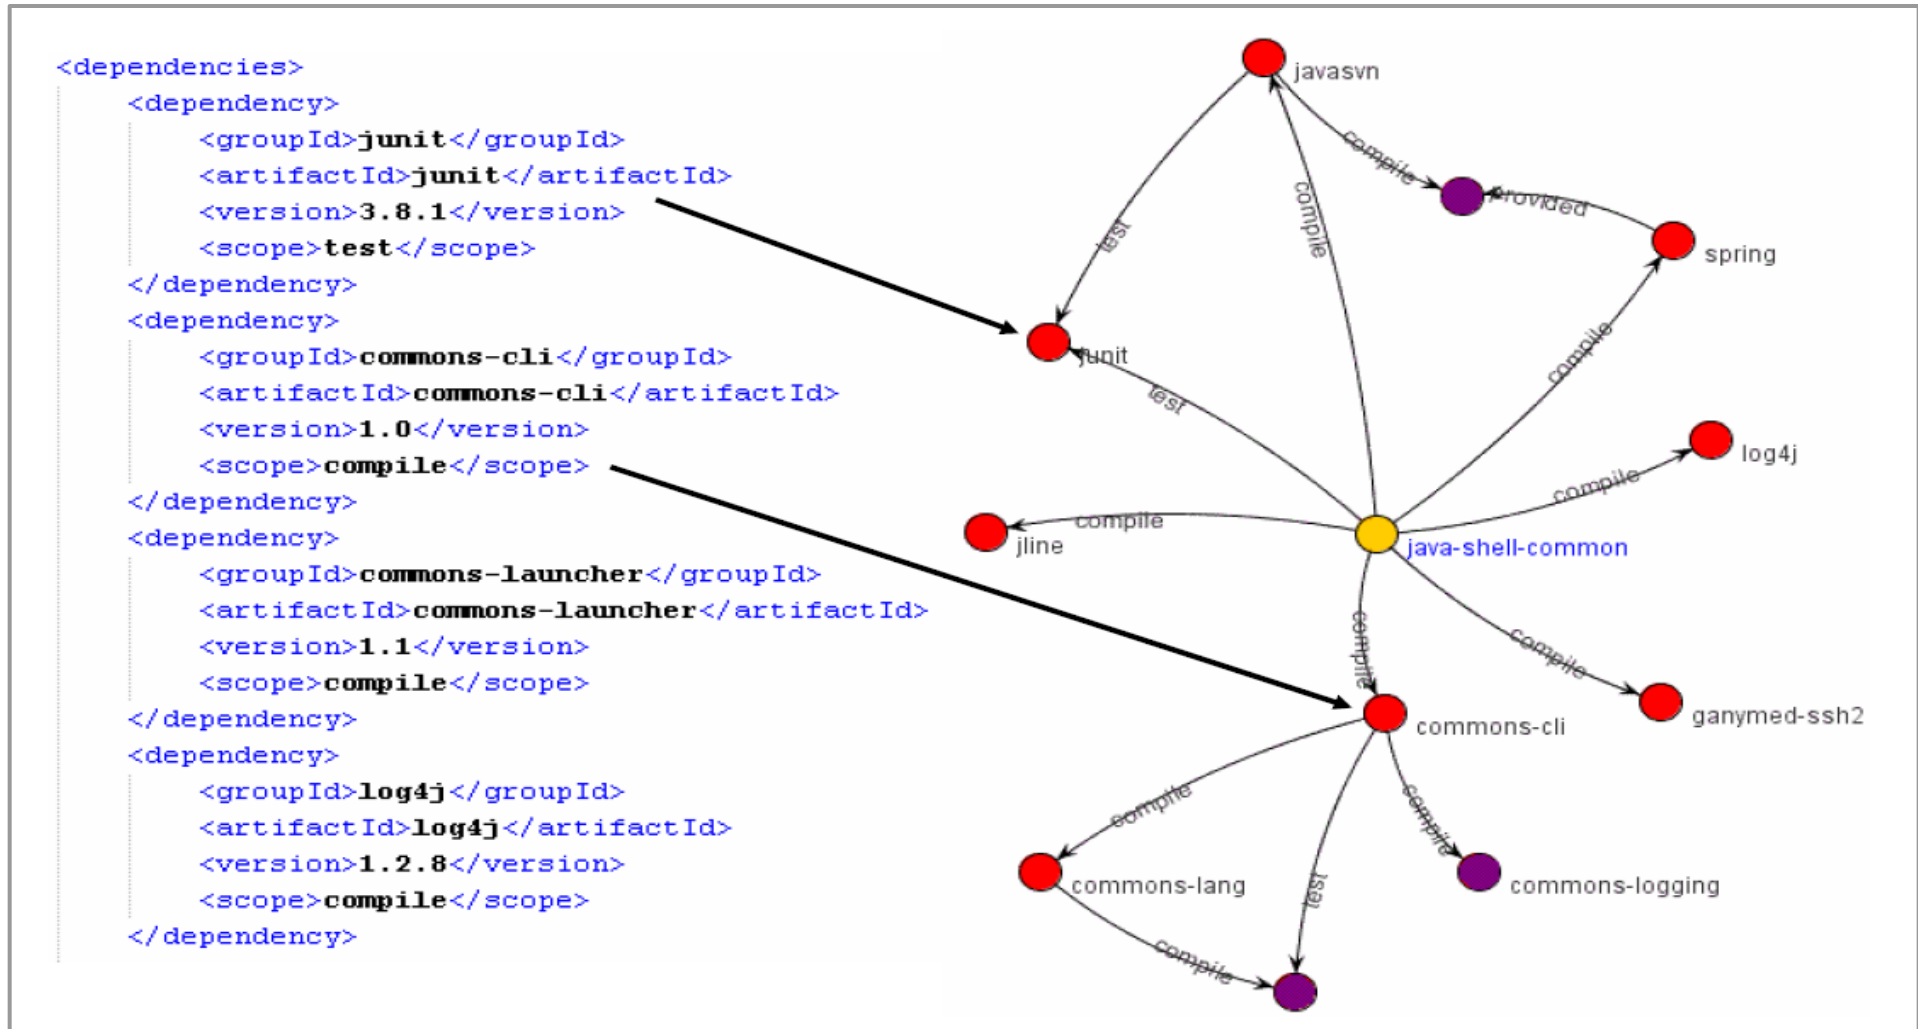 <dependencies>
<dependency>
<groupId>junit</groupId>
<artifactId>junit</artifactId>
<version>3.8.1</version>
<scope>test</scope>
</dependency>
<dependency>
<groupId>commons-cli</groupId>
<artifactId>commons-cli</artifactId>
<version>1.0</version>
<scope>compile</scope>
</dependency>
<dependency>
<groupId>commons-launcher</groupId>
<artifactId>commons-launcher</artifactId>
<version>1.1</version>
<scope>compile</scope>
</dependency>
<dependency>
<groupId>log4j</groupId>
<artifactId>log4j</artifactId>
<version>1.2.8</version>
<scope>compile</scope>
</dependency>
javasvn
compile
provided
compile
test
spring
junit
compile
test
log4j
compile
compile
jline
java-shell-common
compile
compile
ganymed-ssh2
commons-cli
compile
compile
commons-lang
test
commons-logging
compile